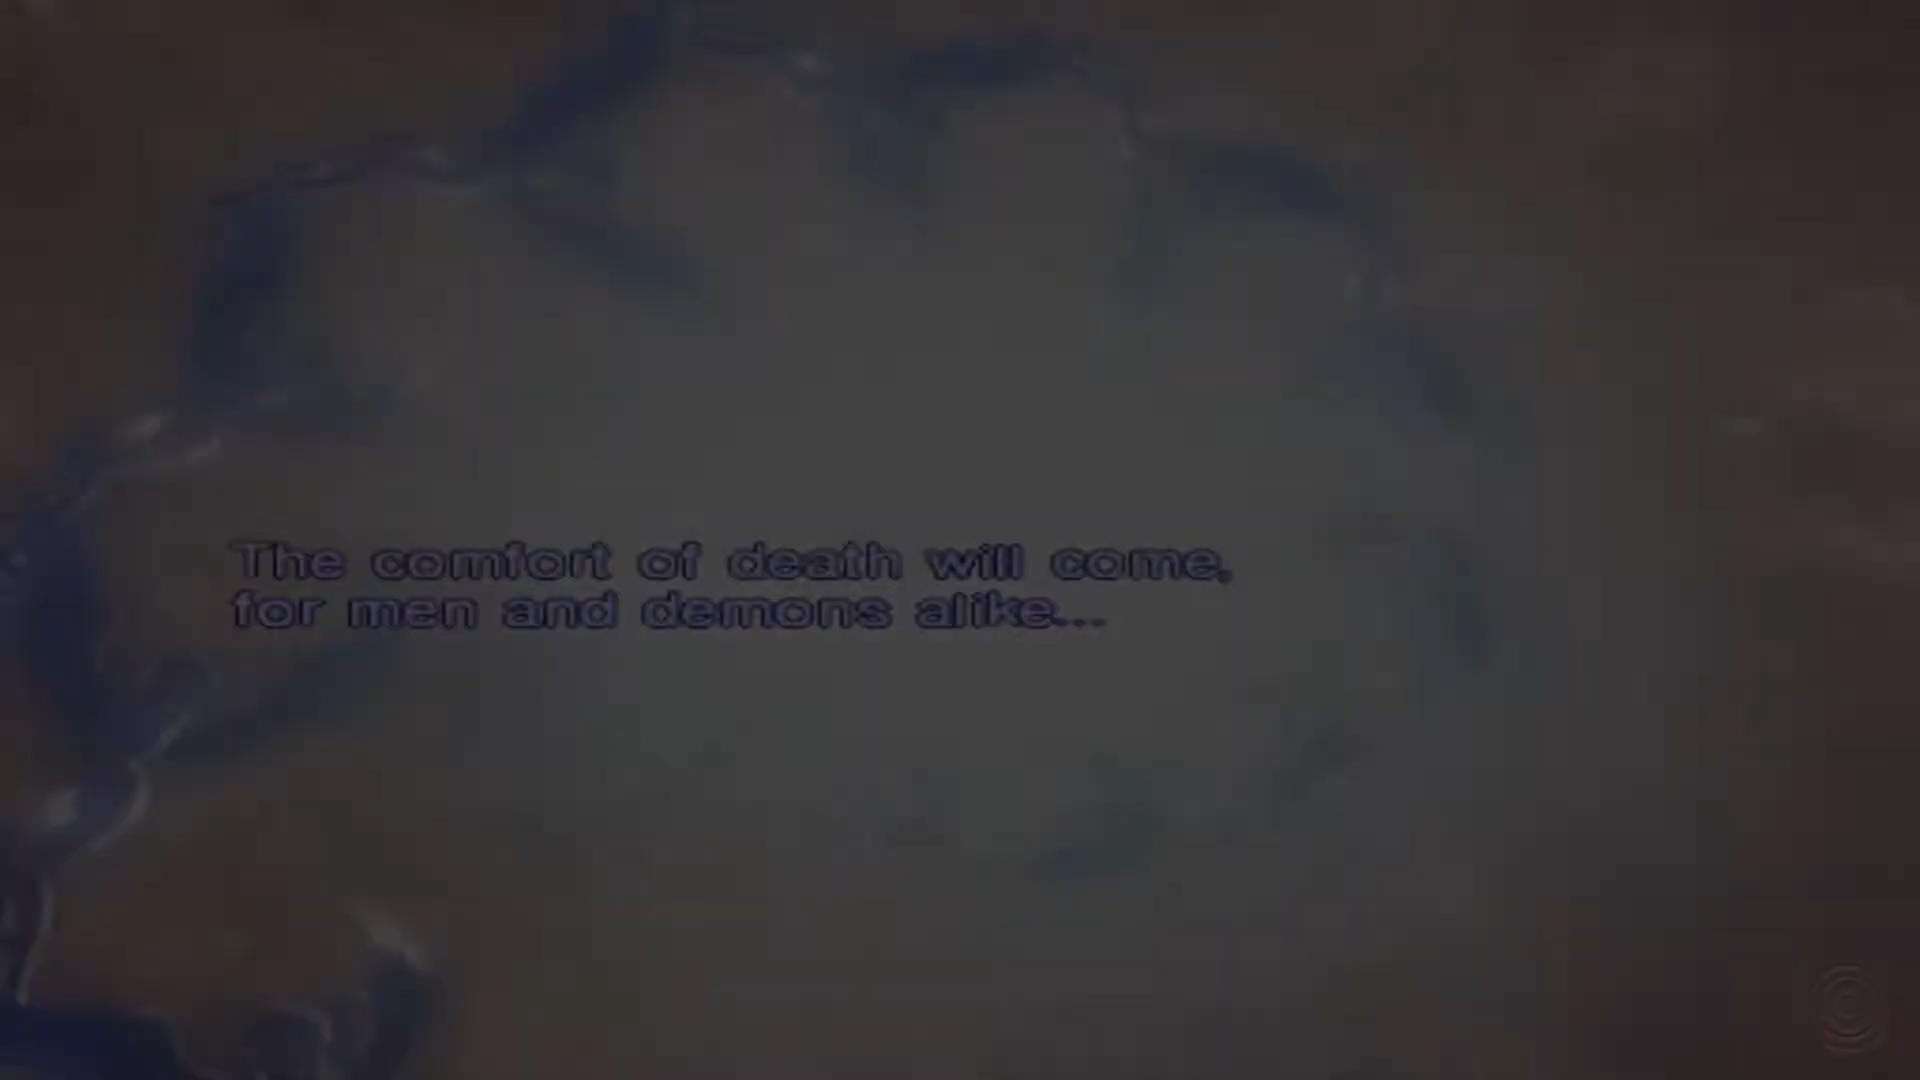 The comfort of death will come,
for men and demons alike...